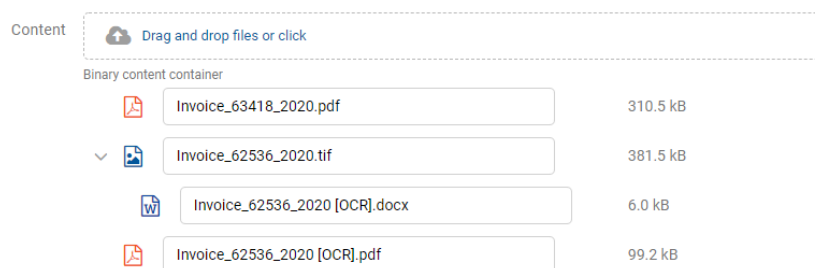 Content
Drag and drop files or click
Binary content container
Invoice_63418_2020.pdf 310.5 kB
Invoice_62536_2020.tif 381.5 kB
W Invoice_62536_2020 [OCR].docx 6.0 kB
Invoice_62536_2020 [OCR].pdf 99.2 kB